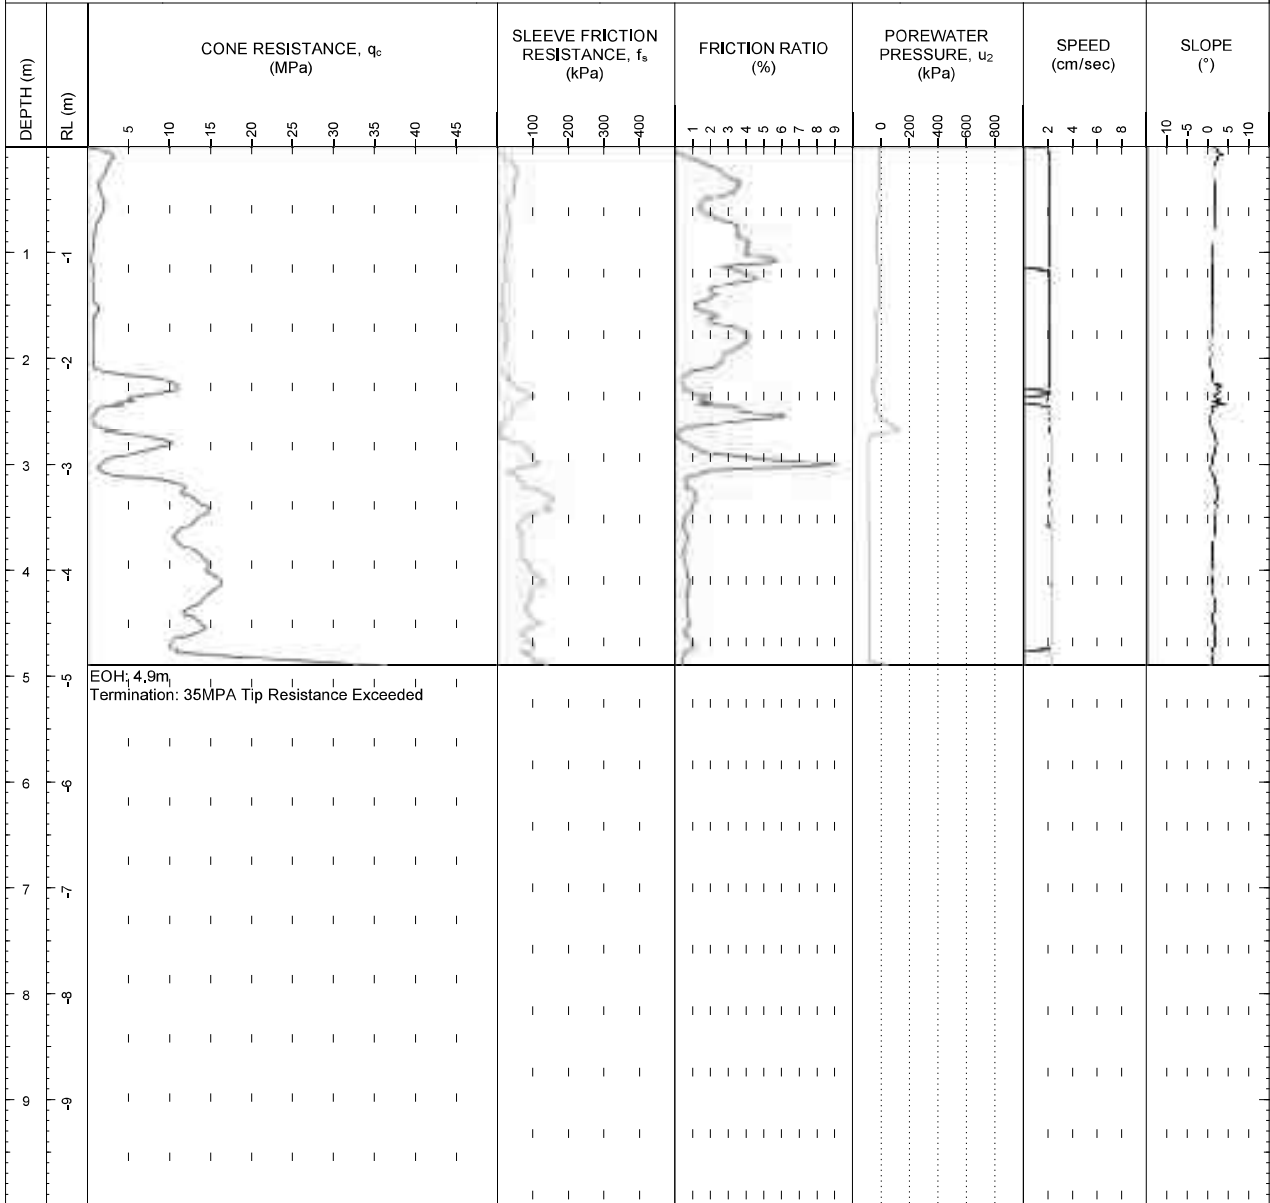 DEPTH (m)
RL (m)
CONE RESISTANCE, qc
(MPa)
5 10 15 20 25 30 35 40 45
SLEEVE FRICTION
RESISTANCE, fs
(kPa)
100 200 300 400
FRICTION RATIO
(%)
1 2 3 4 5 6 7 8 9
POREWATER
PRESSURE, u2
(kPa)
0 200 400 600 800
SPEED
(cm/sec)
2 4 6 8
SLOPE
(°)
-10 -5 0 5 10
1 -1
2 -2
3 -3
4 -4
5 -5
EOH: 4.9m
Termination: 35MPA Tip Resistance Exceeded
6 -6
7 -7
8 -8
9 -9